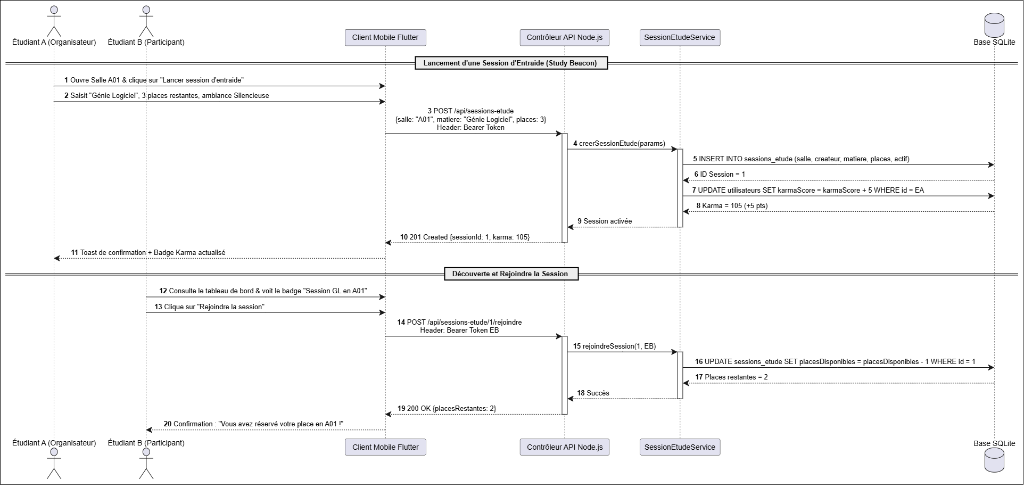 Étudiant A (Organisateur)
Étudiant B (Participant)
Client Mobile Flutter
Contrôleur API Node.js
SessionEtudeService
Base SQLite
Lancement d'une Session d'Entraide (Study Beacon)
1 Ouvre Salle A01 & clique sur "Lancer session d'entraide"
2 Saisit "Génie Logiciel", 3 places restantes, ambiance Silencieuse
3 POST /api/sessions-etude
{salle: "A01", matiere: "Génie Logiciel", places: 3}
Header: Bearer Token
4 creerSessionEtude(params)
5 INSERT INTO sessions_etude (salle, createur, matiere, places, actif)
6 ID Session = 1
7 UPDATE utilisateurs SET karmaScore = karmaScore + 5 WHERE id = EA
8 Karma = 105 (+5 pts)
9 Session activée
10 201 Created {sessionId: 1, karma: 105}
11 Toast de confirmation + Badge Karma actualisé
Découverte et Rejoindre la Session
12 Consulte le tableau de bord & voit le badge "Session GL en A01"
13 Clique sur "Rejoindre la session"
14 POST /api/sessions-etude/1/rejoindre
Header: Bearer Token EB
15 rejoindreSession(1, EB)
16 UPDATE sessions_etude SET placesDisponibles = placesDisponibles - 1 WHERE id = 1
17 Places restantes = 2
18 Succès
19 200 OK {placesRestantes: 2}
20 Confirmation : "Vous avez réservé votre place en A01 !"
Étudiant A (Organisateur)
Étudiant B (Participant)
Client Mobile Flutter
Contrôleur API Node.js
SessionEtudeService
Base SQLite